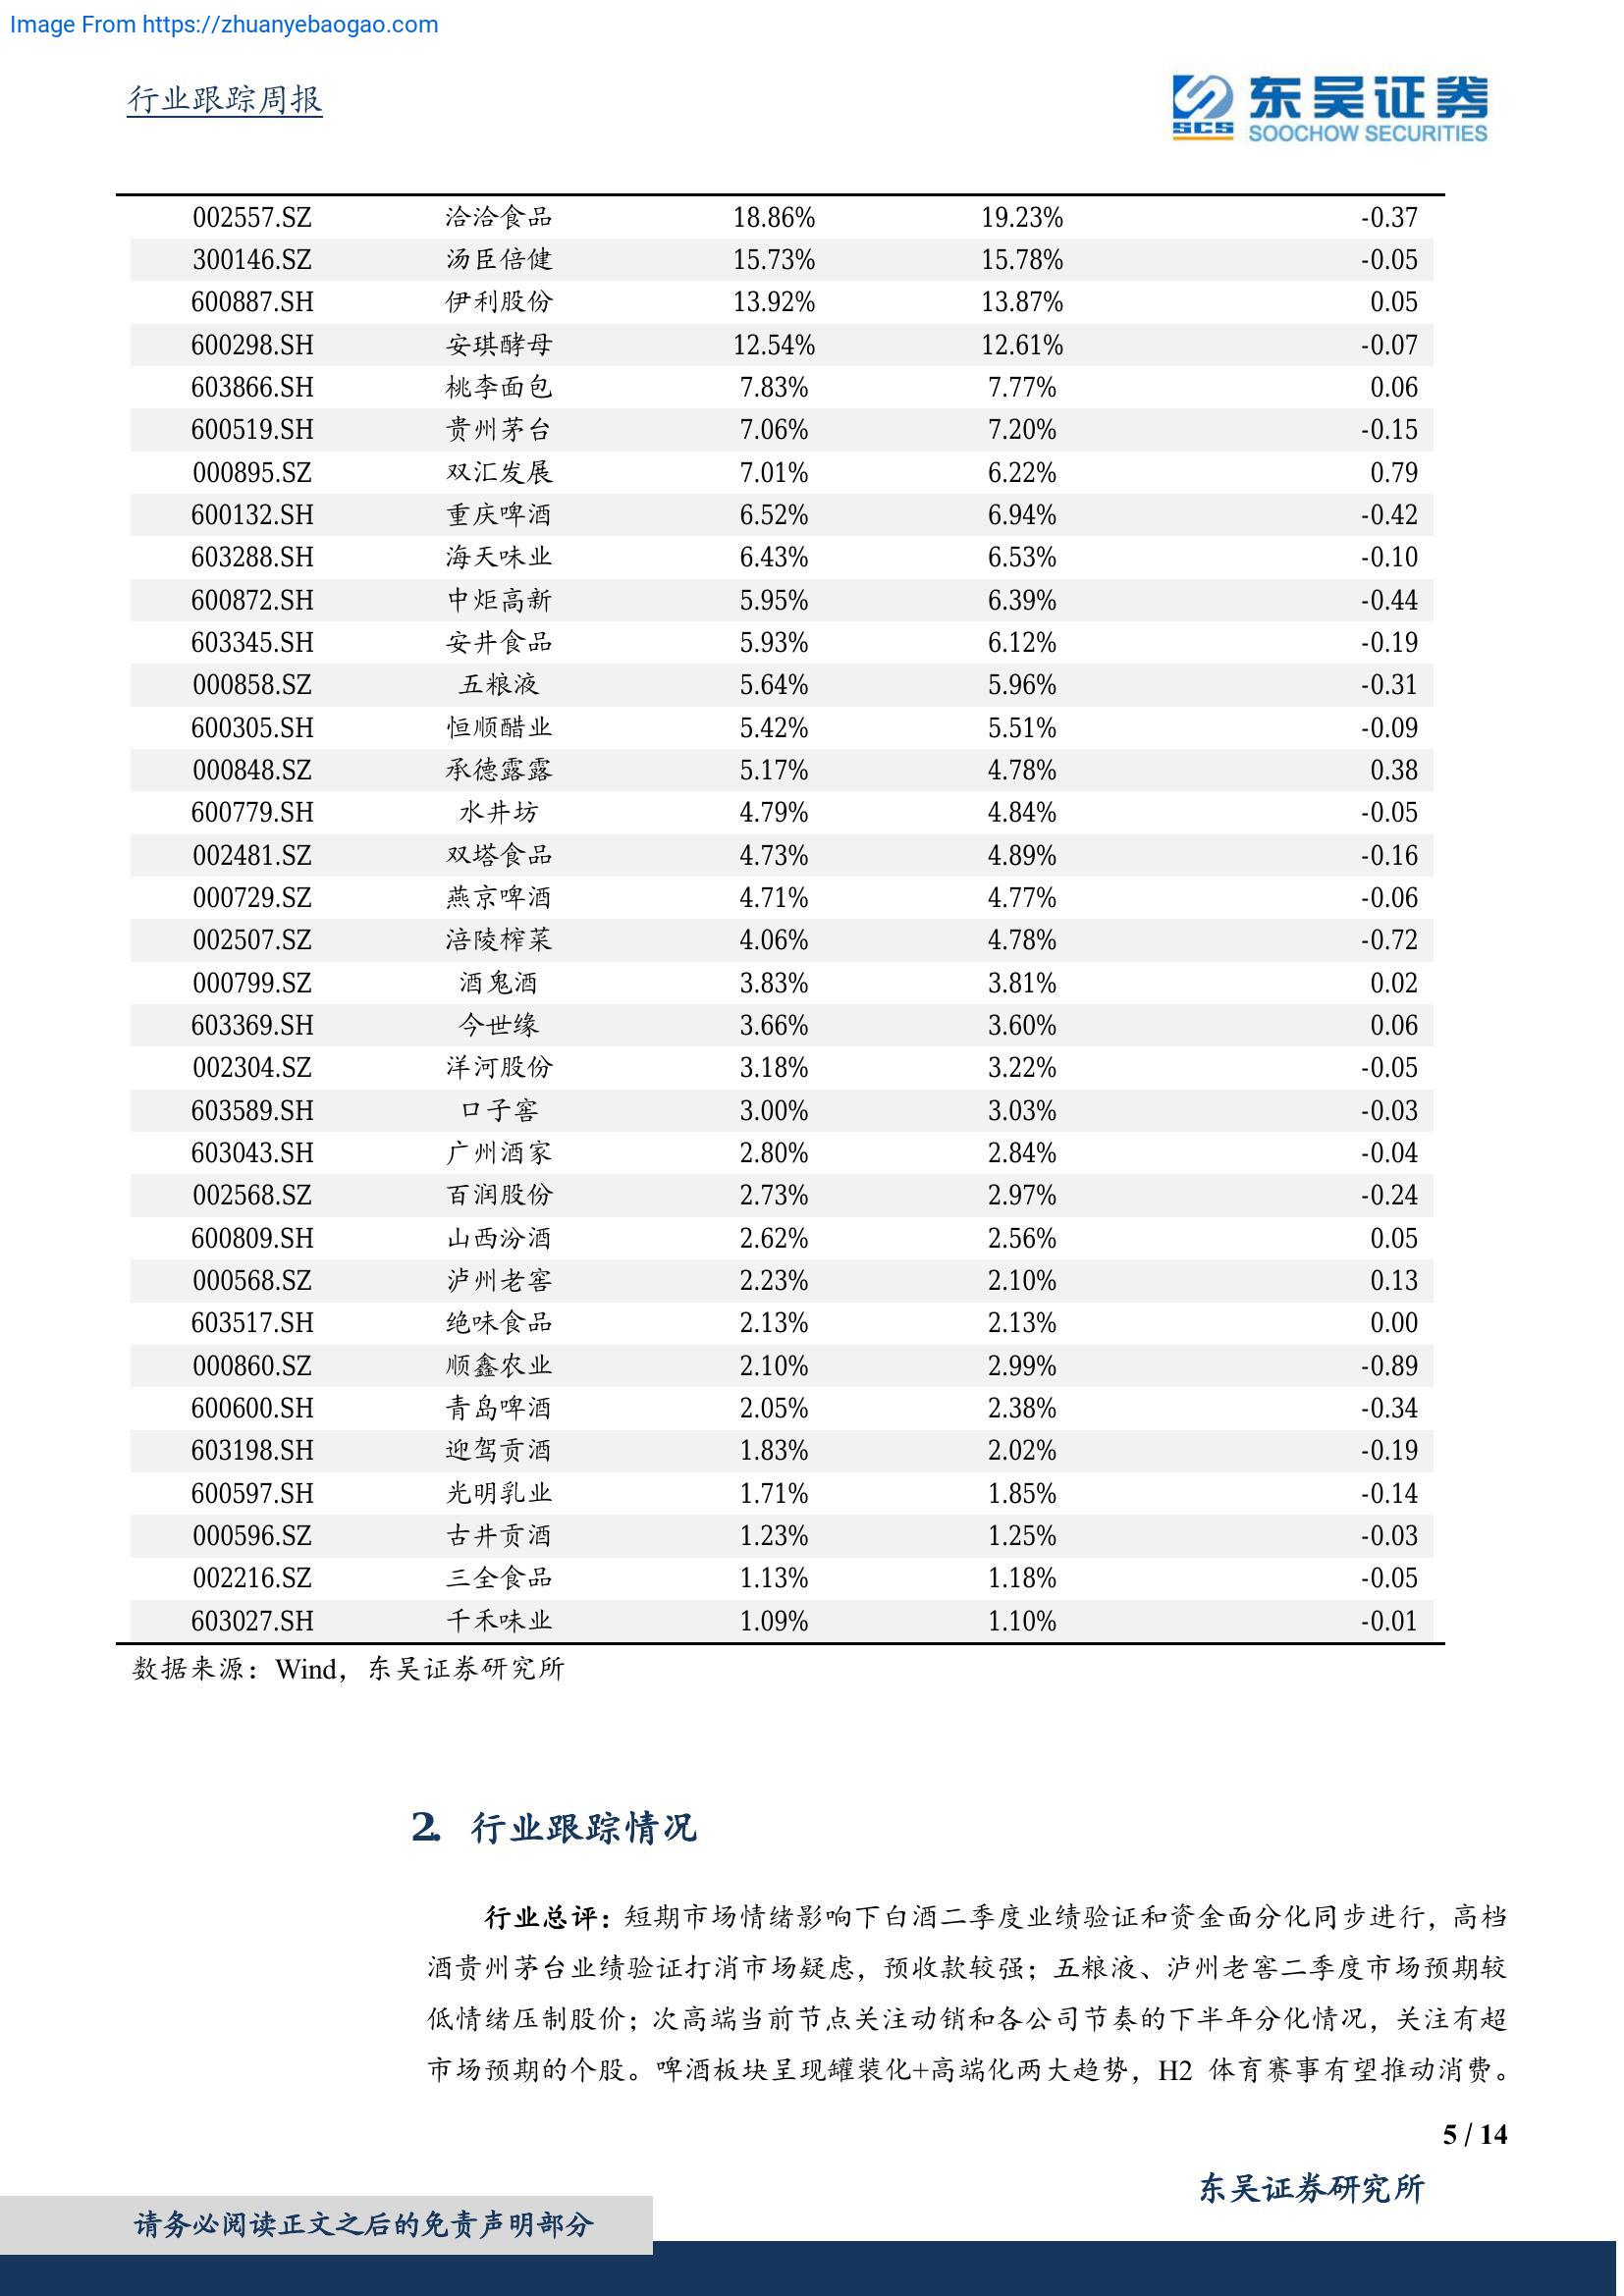 Image From https://zhuanyebaogao.com
行业跟踪周报
东吴证券
SCS
SOOCHOW SECURITIES
002557.SZ 洽洽食品 18.86% 19.23% -0.37
300146.SZ 汤臣倍健 15.73% 15.78% -0.05
600887.SH 伊利股份 13.92% 13.87% 0.05
600298.SH 安琪酵母 12.54% 12.61% -0.07
603866.SH 桃李面包 7.83% 7.77% 0.06
600519.SH 贵州茅台 7.06% 7.20% -0.15
000895.SZ 双汇发展 7.01% 6.22% 0.79
600132.SH 重庆啤酒 6.52% 6.94% -0.42
603288.SH 海天味业 6.43% 6.53% -0.10
600872.SH 中炬高新 5.95% 6.39% -0.44
603345.SH 安井食品 5.93% 6.12% -0.19
000858.SZ 五粮液 5.64% 5.96% -0.31
600305.SH 恒顺醋业 5.42% 5.51% -0.09
000848.SZ 承德露露 5.17% 4.78% 0.38
600779.SH 水井坊 4.79% 4.84% -0.05
002481.SZ 双塔食品 4.73% 4.89% -0.16
000729.SZ 燕京啤酒 4.71% 4.77% -0.06
002507.SZ 涪陵榨菜 4.06% 4.78% -0.72
000799.SZ 酒鬼酒 3.83% 3.81% 0.02
603369.SH 今世缘 3.66% 3.60% 0.06
002304.SZ 洋河股份 3.18% 3.22% -0.05
603589.SH 口子窖 3.00% 3.03% -0.03
603043.SH 广州酒家 2.80% 2.84% -0.04
002568.SZ 百润股份 2.73% 2.97% -0.24
600809.SH 山西汾酒 2.62% 2.56% 0.05
000568.SZ 泸州老窖 2.23% 2.10% 0.13
603517.SH 绝味食品 2.13% 2.13% 0.00
000860.SZ 顺鑫农业 2.10% 2.99% -0.89
600600.SH 青岛啤酒 2.05% 2.38% -0.34
603198.SH 迎驾贡酒 1.83% 2.02% -0.19
600597.SH 光明乳业 1.71% 1.85% -0.14
000596.SZ 古井贡酒 1.23% 1.25% -0.03
002216.SZ 三全食品 1.13% 1.18% -0.05
603027.SH 千禾味业 1.09% 1.10% -0.01
数据来源：Wind，东吴证券研究所
2. 行业跟踪情况
行业总评：短期市场情绪影响下白酒二季度业绩验证和资金面分化同步进行，高档
酒贵州茅台业绩验证打消市场疑虑，预收款较强；五粮液、泸州老窖二季度市场预期较
低情绪压制股价；次高端当前节点关注动销和各公司节奏的下半年分化情况，关注有超
市场预期的个股。啤酒板块呈现罐装化+高端化两大趋势，H2 体育赛事有望推动消费。
5 / 14
东吴证券研究所
请务必阅读正文之后的免责声明部分